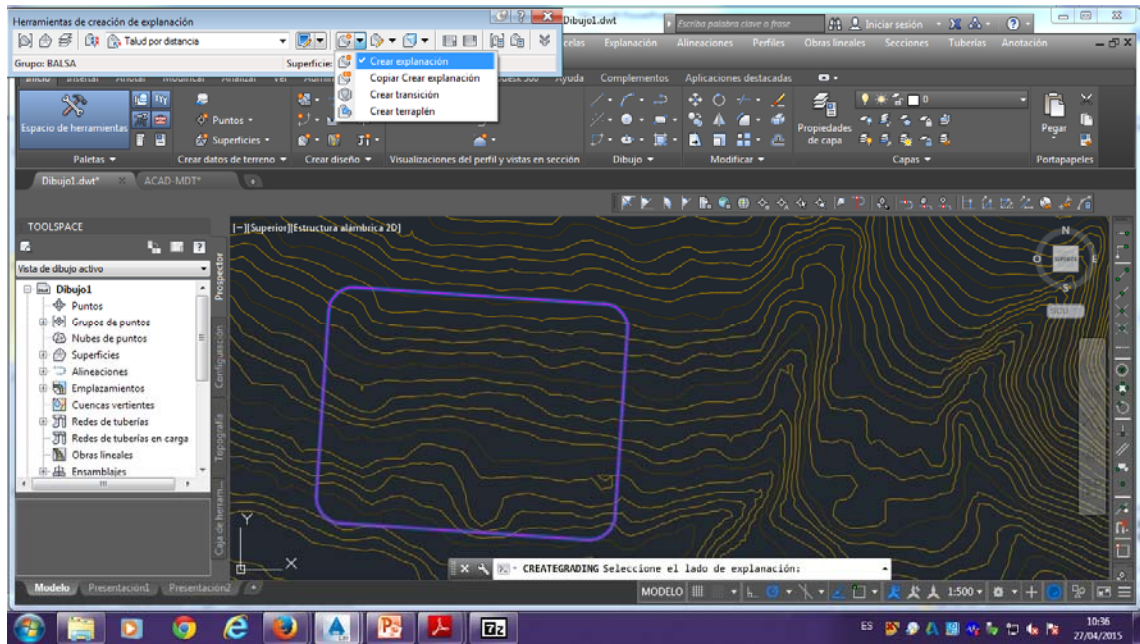 Herramientas de creación de explanación
Talud por distancia
Grupo: BALSA
Superficie:
Crear explanación
Copiar Crear explanación
Crear transición
Crear terraplén
Dibujo1.dwt
Escriba palabra clave o frase
Iniciar sesión
Explanación Alineaciones Perfiles Obras lineales Secciones Tuberías Anotación
Ayuda Complementos Aplicaciones destacadas
Espacio de herramientas
Puntos
Superficies
Propiedades de capa
0
Pegar
Paletas
Crear datos de terreno
Crear diseño
Visualizaciones del perfil y vistas en sección
Dibujo
Modificar
Capas
Portapapeles
Dibujo1.dwt*
ACAD-MDT*
TOOLSPACE
Vista de dibujo activo
Dibujo1
Puntos
Grupos de puntos
Nubes de puntos
Superficies
Alineaciones
Emplazamientos
Cuencas vertientes
Redes de tuberías
Redes de tuberías en carga
Obras lineales
Ensamblajes
Prospector
Configuración
Topografía
Caja de herram...
[−][Superior][Estructura alámbrica 2D]
N
O
SUPERIOR
E
S
Y
X
CREATEGRADING Seleccione el lado de explanación:
Modelo
Presentación1
Presentación2
MODELO
1:500
ES
10:36
27/04/2015